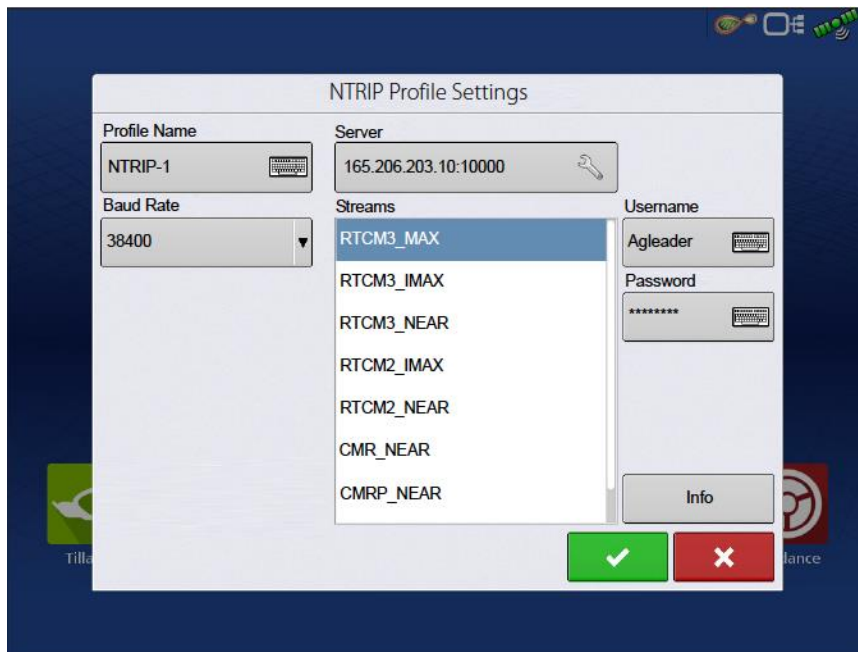 NTRIP Profile Settings
Profile Name
Server
NTRIP-1
165.206.203.10:10000
Baud Rate
Streams
Username
38400
RTCM3_MAX
Agleader
RTCM3_IMAX
Password
RTCM3_NEAR
********
RTCM2_IMAX
RTCM2_NEAR
CMR_NEAR
CMRP_NEAR
Info
Tilla
dance